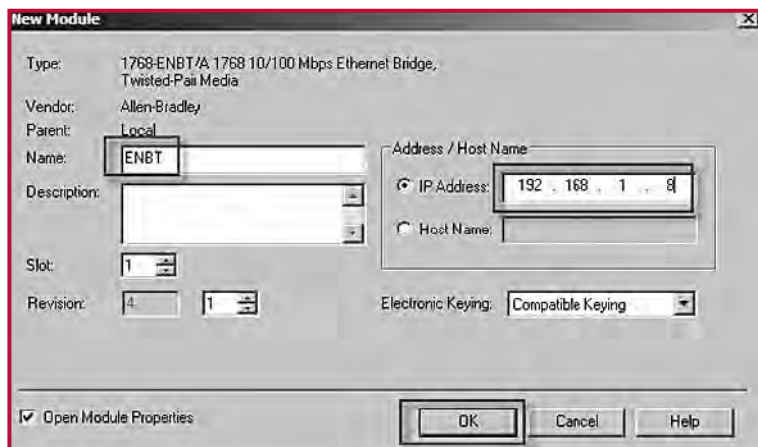 New Module
Type: 1768-ENBT/A 1768 10/100 Mbps Ethernet Bridge,
Twisted-Pair Media
Vendor: Allen-Bradley
Parent: Local
Name: ENBT
Address / Host Name
IP Address: 192 . 168 . 1 . 8
Description:
Host Name:
Slot: 1
Revision: 4 1
Electronic Keying: Compatible Keying
Open Module Properties
OK Cancel Help